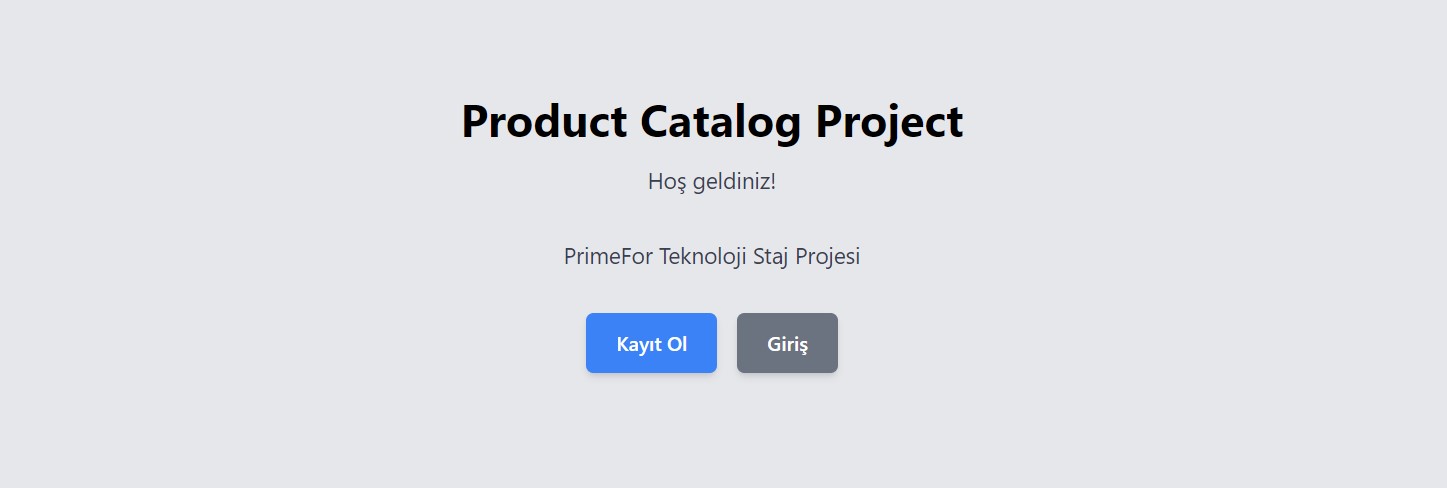 Product Catalog Project
Hoş geldiniz!
PrimeFor Teknoloji Staj Projesi
Kayıt Ol
Giriş